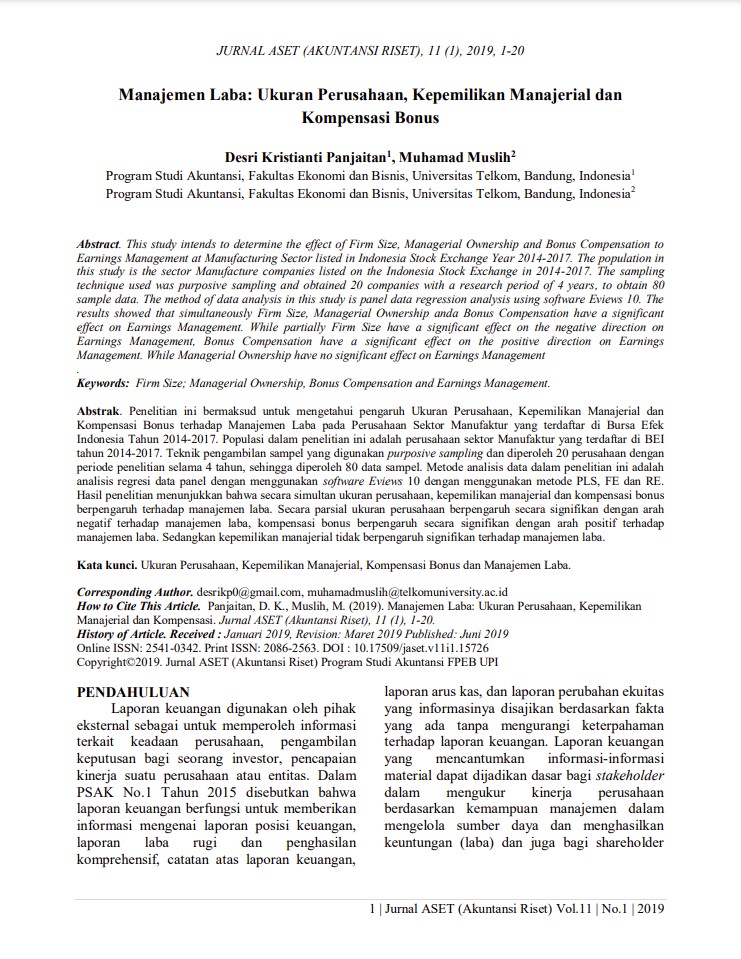 JURNAL ASET (AKUNTANSI RISET), 11 (1), 2019, 1-20
Manajemen Laba: Ukuran Perusahaan, Kepemilikan Manajerial dan
Kompensasi Bonus
Desri Kristianti Panjaitan1, Muhamad Muslih2
Program Studi Akuntansi, Fakultas Ekonomi dan Bisnis, Universitas Telkom, Bandung, Indonesia1
Program Studi Akuntansi, Fakultas Ekonomi dan Bisnis, Universitas Telkom, Bandung, Indonesia2
Abstract. This study intends to determine the effect of Firm Size, Managerial Ownership and Bonus Compensation to
Earnings Management at Manufacturing Sector listed in Indonesia Stock Exchange Year 2014-2017. The population in
this study is the sector Manufacture companies listed on the Indonesia Stock Exchange in 2014-2017. The sampling
technique used was purposive sampling and obtained 20 companies with a research period of 4 years, to obtain 80
sample data. The method of data analysis in this study is panel data regression analysis using software Eviews 10. The
results showed that simultaneously Firm Size, Managerial Ownership anda Bonus Compensation have a significant
effect on Earnings Management. While partially Firm Size have a significant effect on the negative direction on
Earnings Management, Bonus Compensation have a significant effect on the positive direction on Earnings
Management. While Managerial Ownership have no significant effect on Earnings Management
.
Keywords: Firm Size; Managerial Ownership, Bonus Compensation and Earnings Management.
Abstrak. Penelitian ini bermaksud untuk mengetahui pengaruh Ukuran Perusahaan, Kepemilikan Manajerial dan
Kompensasi Bonus terhadap Manajemen Laba pada Perusahaan Sektor Manufaktur yang terdaftar di Bursa Efek
Indonesia Tahun 2014-2017. Populasi dalam penelitian ini adalah perusahaan sektor Manufaktur yang terdaftar di BEI
tahun 2014-2017. Teknik pengambilan sampel yang digunakan purposive sampling dan diperoleh 20 perusahaan dengan
periode penelitian selama 4 tahun, sehingga diperoleh 80 data sampel. Metode analisis data dalam penelitian ini adalah
analisis regresi data panel dengan menggunakan software Eviews 10 dengan menggunakan metode PLS, FE dan RE.
Hasil penelitian menunjukkan bahwa secara simultan ukuran perusahaan, kepemilikan manajerial dan kompensasi bonus
berpengaruh terhadap manajemen laba. Secara parsial ukuran perusahaan berpengaruh secara signifikan dengan arah
negatif terhadap manajemen laba, kompensasi bonus berpengaruh secara signifikan dengan arah positif terhadap
manajemen laba. Sedangkan kepemilikan manajerial tidak berpengaruh signifikan terhadap manajemen laba.
Kata kunci. Ukuran Perusahaan, Kepemilikan Manajerial, Kompensasi Bonus dan Manajemen Laba.
Corresponding Author. desrikp0@gmail.com, muhamadmuslih@telkomuniversity.ac.id
How to Cite This Article. Panjaitan, D. K., Muslih, M. (2019). Manajemen Laba: Ukuran Perusahaan, Kepemilikan
Manajerial dan Kompensasi. Jurnal ASET (Akuntansi Riset), 11 (1), 1-20.
History of Article. Received : Januari 2019, Revision: Maret 2019 Published: Juni 2019
Online ISSN: 2541-0342. Print ISSN: 2086-2563. DOI : 10.17509/jaset.v11i1.15726
Copyright©2019. Jurnal ASET (Akuntansi Riset) Program Studi Akuntansi FPEB UPI
PENDAHULUAN
Laporan keuangan digunakan oleh pihak
eksternal sebagai untuk memperoleh informasi
terkait keadaan perusahaan, pengambilan
keputusan bagi seorang investor, pencapaian
kinerja suatu perusahaan atau entitas. Dalam
PSAK No.1 Tahun 2015 disebutkan bahwa
laporan keuangan berfungsi untuk memberikan
informasi mengenai laporan posisi keuangan,
laporan laba rugi dan penghasilan
komprehensif, catatan atas laporan keuangan,
laporan arus kas, dan laporan perubahan ekuitas
yang informasinya disajikan berdasarkan fakta
yang ada tanpa mengurangi keterpahaman
terhadap laporan keuangan. Laporan keuangan
yang mencantumkan informasi-informasi
material dapat dijadikan dasar bagi stakeholder
dalam mengukur kinerja perusahaan
berdasarkan kemampuan manajemen dalam
mengelola sumber daya dan menghasilkan
keuntungan (laba) dan juga bagi shareholder
1 | Jurnal ASET (Akuntansi Riset) Vol.11 | No.1 | 2019